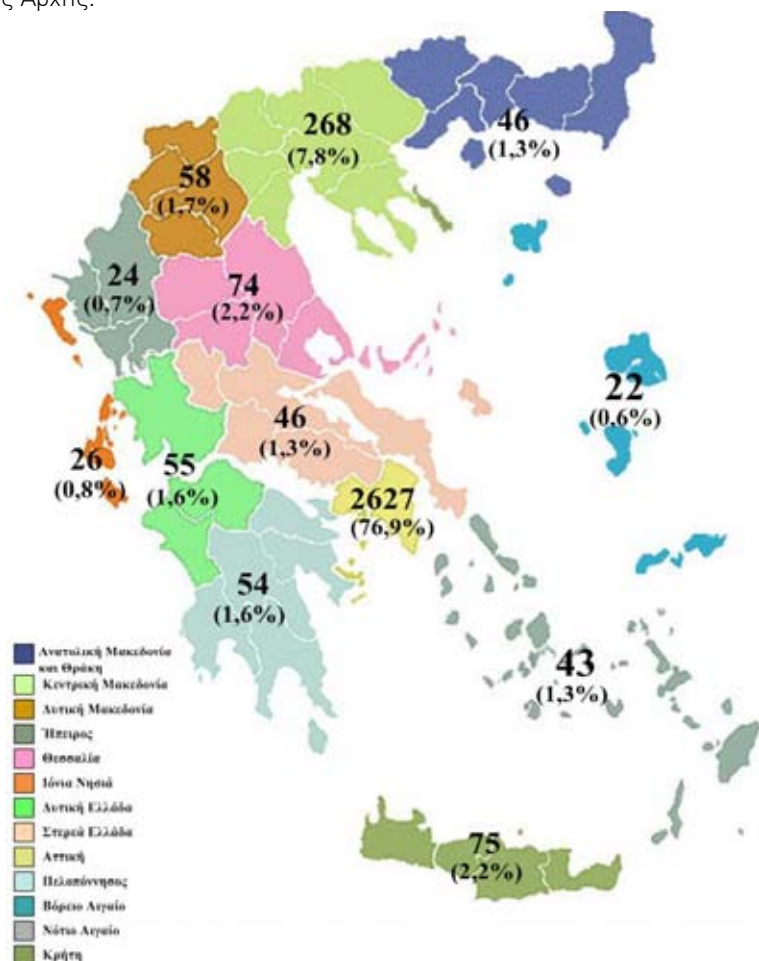 ς Αρχής.
268
(7,8%)
46
(1,3%)
58
(1,7%)
24
(0,7%)
74
(2,2%)
22
(0,6%)
46
(1,3%)
26
(0,8%)
55
(1,6%)
2627
(76,9%)
54
(1,6%)
43
(1,3%)
75
(2,2%)
Ανατολική Μακεδονία
και Θράκη
Κεντρική Μακεδονία
Δυτική Μακεδονία
Ήπειρος
Θεσσαλία
Ιόνια Νησιά
Δυτική Ελλάδα
Στερεά Ελλάδα
Αττική
Πελοπόννησος
Βόρειο Αιγαίο
Νότιο Αιγαίο
Κρήτη